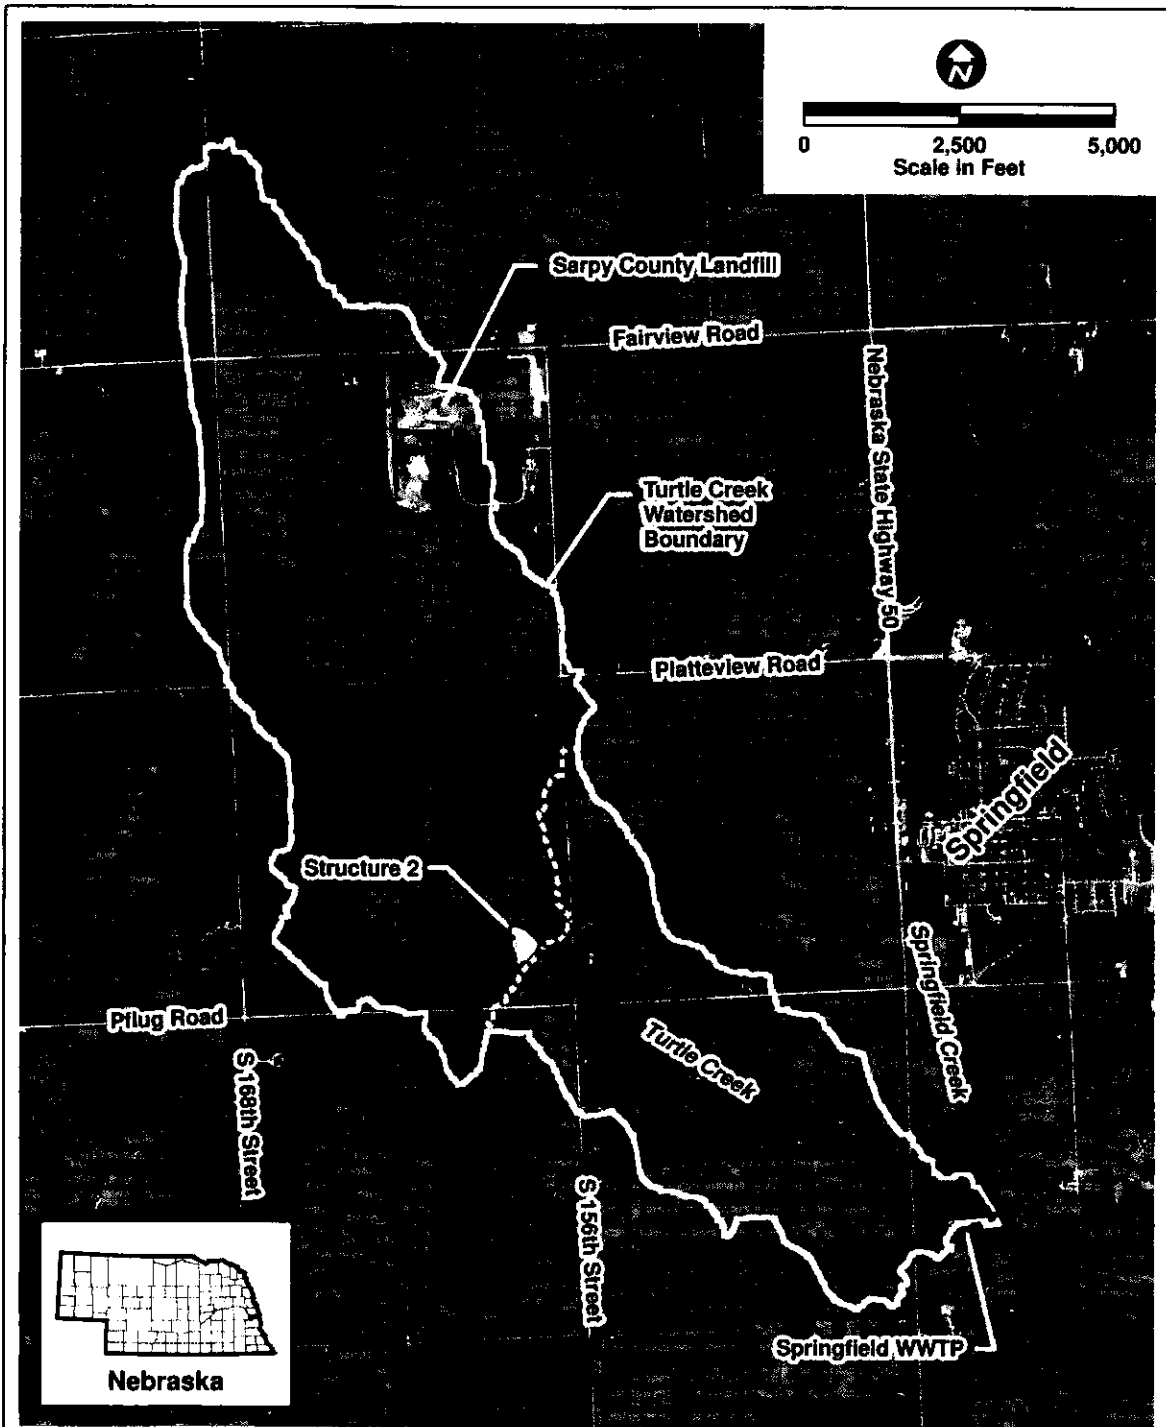 N
0 2,500 5,000
Scale in Feet
Sarpy County Landfill
Fairview Road
Nebraska State Highway 50
Turtle Creek
Watershed
Boundary
Platteview Road
Springfield
Structure 2
Springfield Creek
Pflug Road
Turtle Creek
S 168th Street
S 156th Street
Springfield WWTP
Nebraska